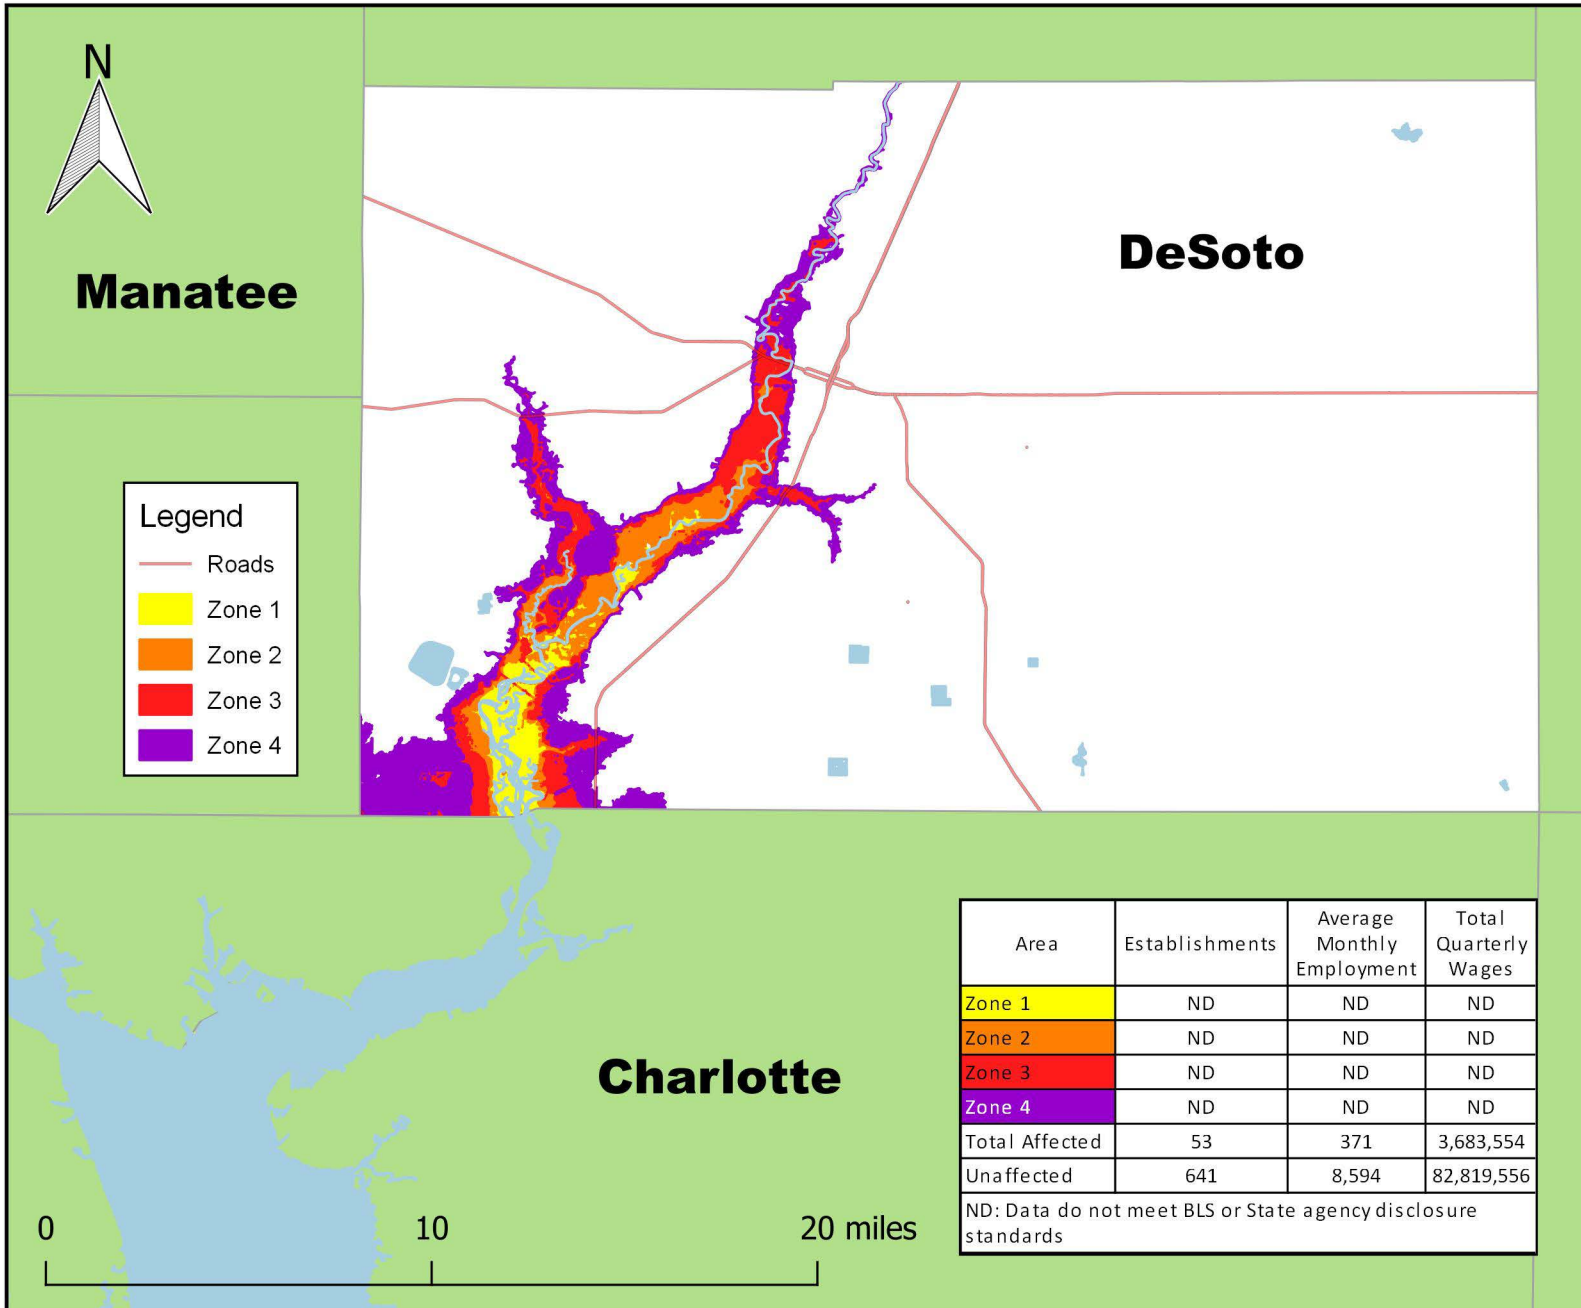 N
Manatee
DeSoto
Legend
Roads
Zone 1
Zone 2
Zone 3
Zone 4
Charlotte
0 10 20 miles
Area Establishments Average Monthly Employment Total Quarterly Wages
Zone 1 ND ND ND
Zone 2 ND ND ND
Zone 3 ND ND ND
Zone 4 ND ND ND
Total Affected 53 371 3,683,554
Unaffected 641 8,594 82,819,556
ND: Data do not meet BLS or State agency disclosure
standards